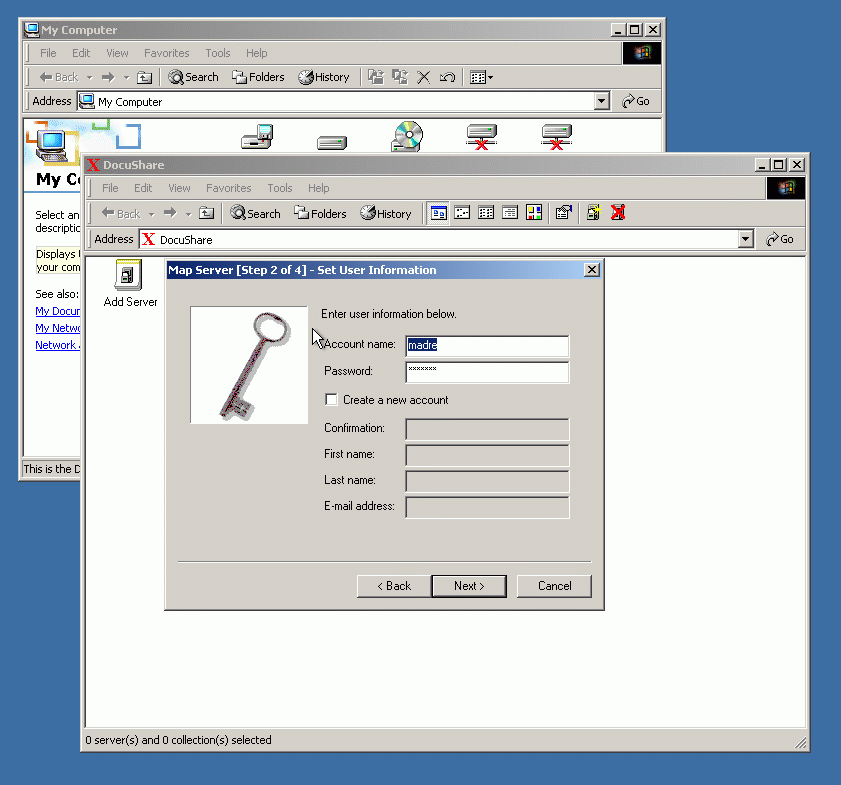 My Computer
File Edit View Favorites Tools Help
Back Search Folders History
Address My Computer Go
My C
Select an
descriptio
Displays
your com
See also:
My Docur
My Netwo
Network
This is the D
DocuShare
File Edit View Favorites Tools Help
Back Search Folders History
Address DocuShare Go
Add Server
Map Server [Step 2 of 4] - Set User Information
Enter user information below.
Account name: madre
Password: *******
Create a new account
Confirmation:
First name:
Last name:
E-mail address:
< Back Next > Cancel
0 server(s) and 0 collection(s) selected